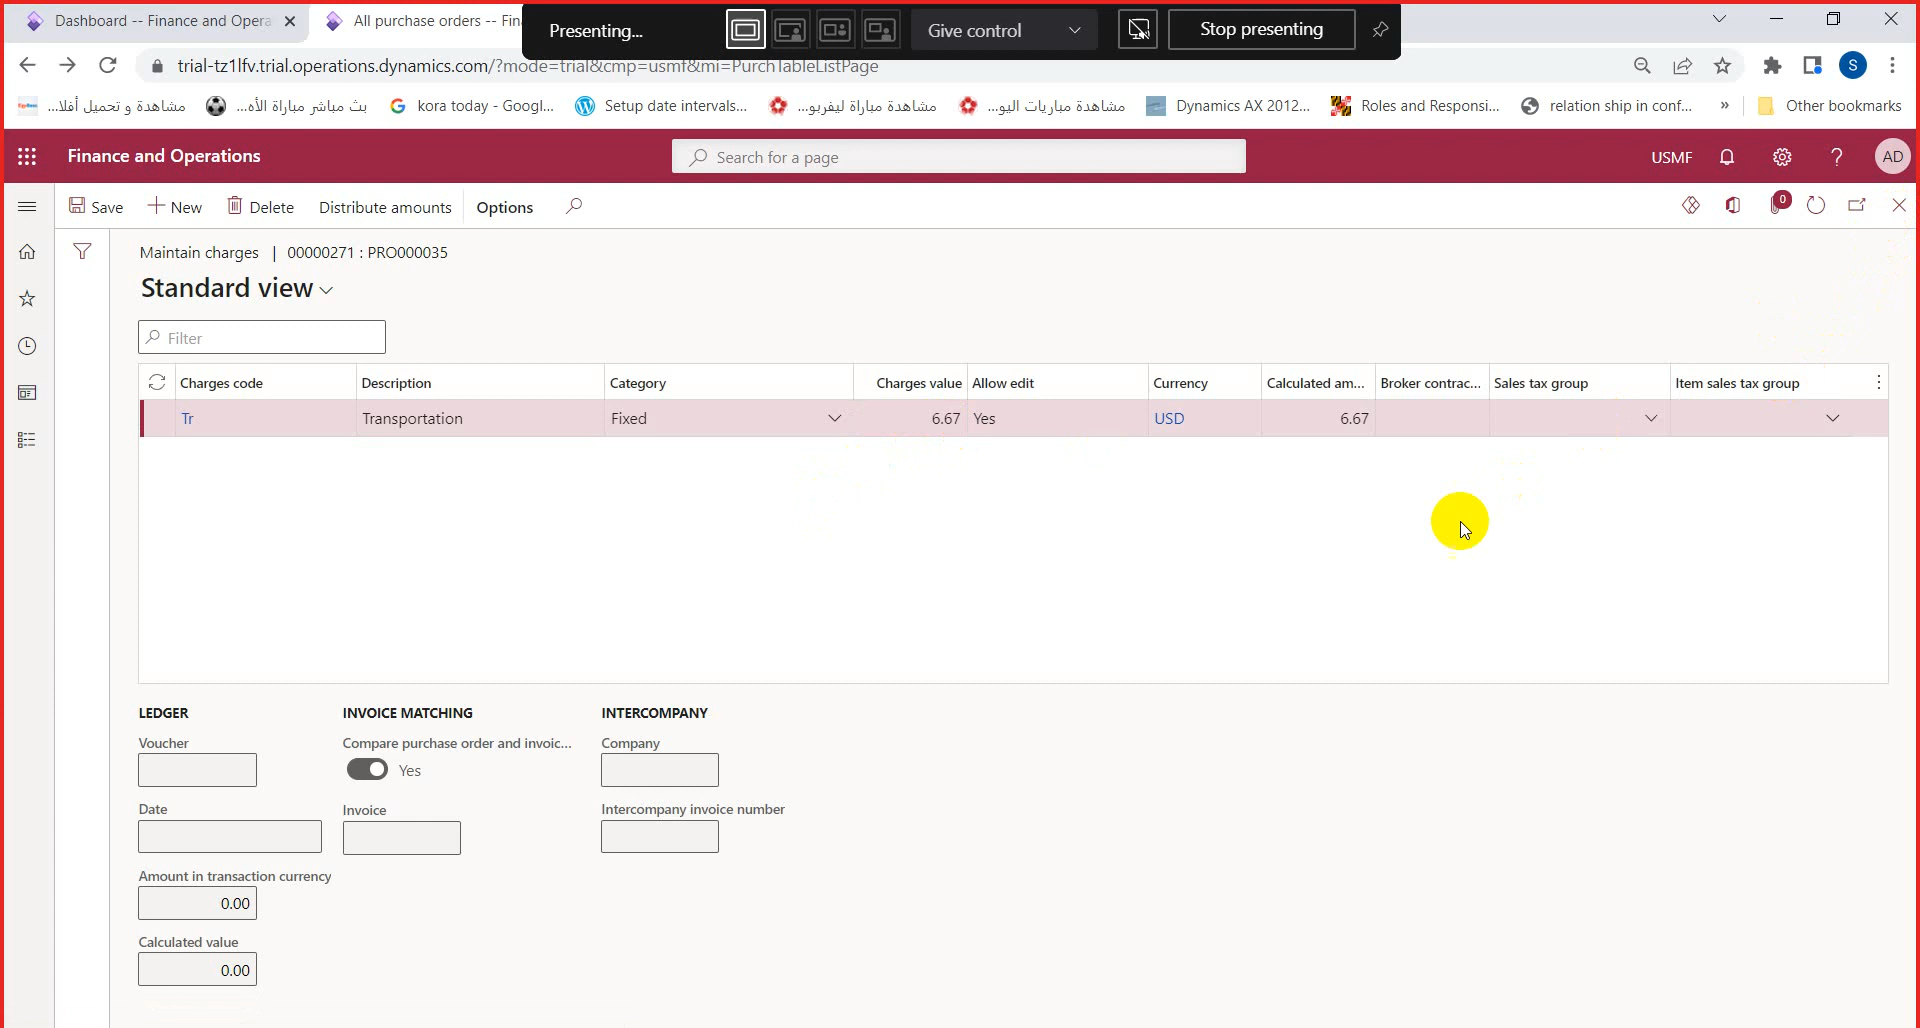 Dashboard -- Finance and Opera
All purchase orders -- Fin
Presenting...
Give control
Stop presenting
trial-tz1lfv.trial.operations.dynamics.com/?mode=trial&cmp=usmf&mi=PurchTableListPage
S
مشاهدة و تحميل أفلا...
بث مباشر مباراة الأه...
kora today - Googl...
Setup date intervals...
مشاهدة مباراة ليفربو...
مشاهدة مباريات اليو...
Dynamics AX 2012...
Roles and Responsi...
relation ship in conf...
»
Other bookmarks
Finance and Operations
Search for a page
USMF
?
AD
Save
New
Delete
Distribute amounts
Options
0
Maintain charges | 00000271 : PRO000035
Standard view
Filter
Charges code Description Category Charges value Allow edit Currency Calculated am... Broker contrac... Sales tax group Item sales tax group
Tr Transportation Fixed 6.67 Yes USD 6.67
LEDGER
Voucher
Date
Amount in transaction currency
0.00
Calculated value
0.00
INVOICE MATCHING
Compare purchase order and invoic...
Yes
Invoice
INTERCOMPANY
Company
Intercompany invoice number